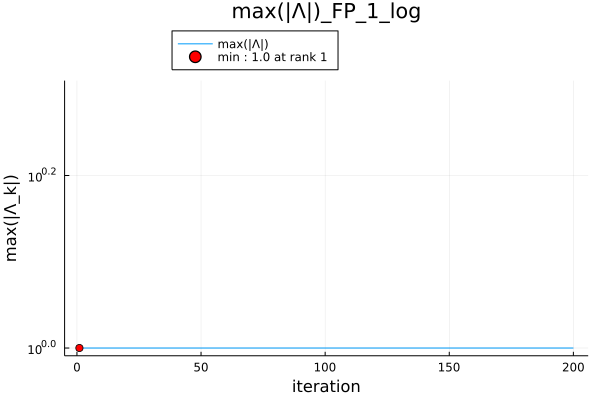 max(|Λ|)_FP_1_log
max(|Λ|)
min : 1.0 at rank 1
10^0.2
10^0.0
max(|Λ_k|)
0 50 100 150 200
iteration